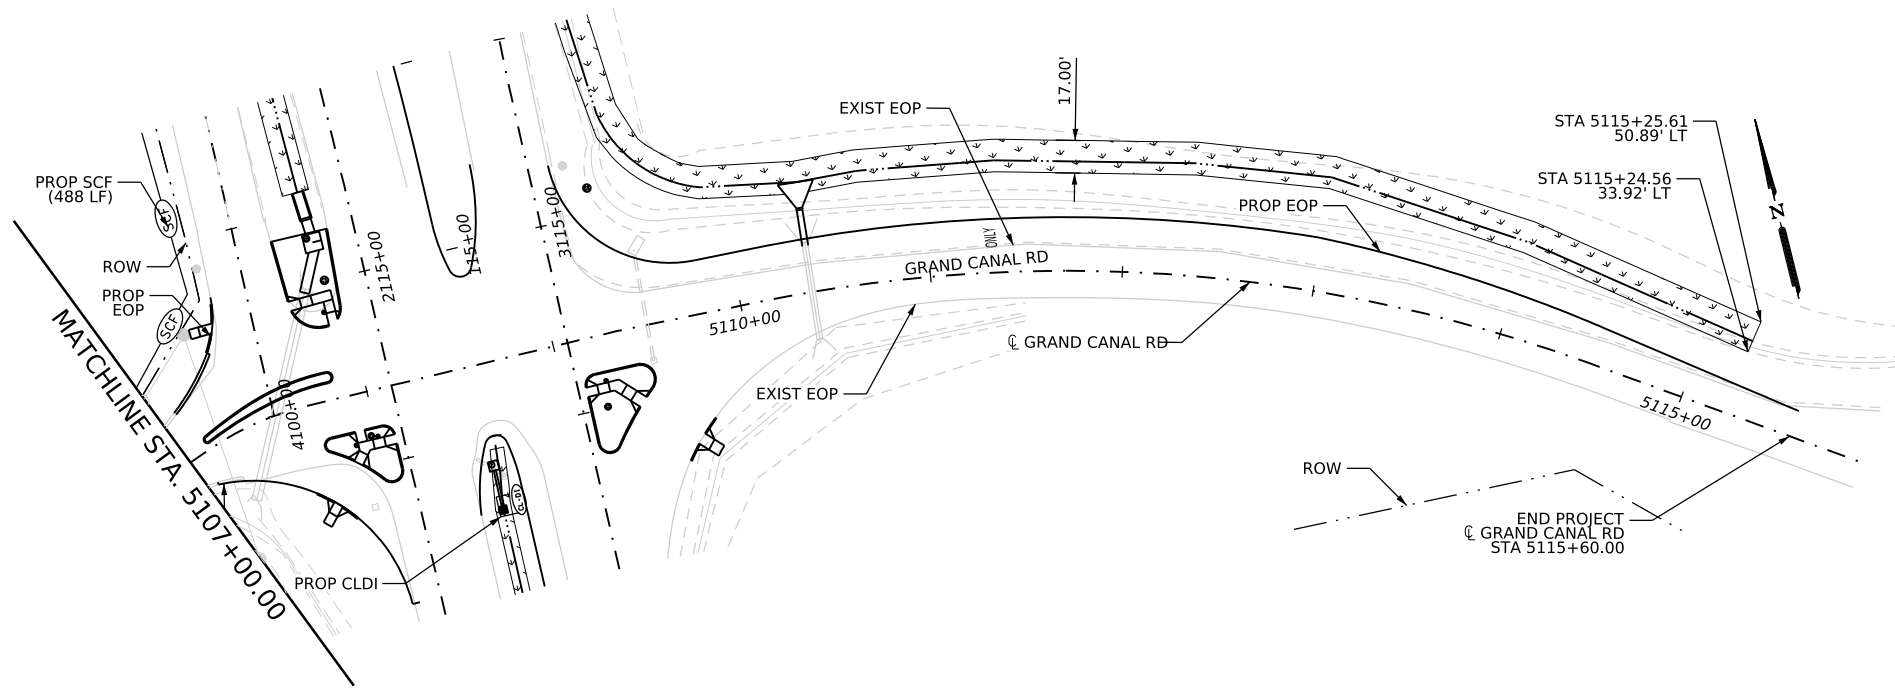 PROP SCF
(488 LF)
SCF
ROW
PROP
EOP
SCF
MATCHLINE STA. 5107+00.00
2115+00
115+00
3115+00
4100+00
EXIST EOP
17.00'
ONLY
GRAND CANAL RD
5110+00
℄ GRAND CANAL RD
EXIST EOP
PROP EOP
STA 5115+25.61
50.89' LT
STA 5115+24.56
33.92' LT
N
5115+00
ROW
END PROJECT
℄ GRAND CANAL RD
STA 5115+60.00
PROP CLDI
CL-DI